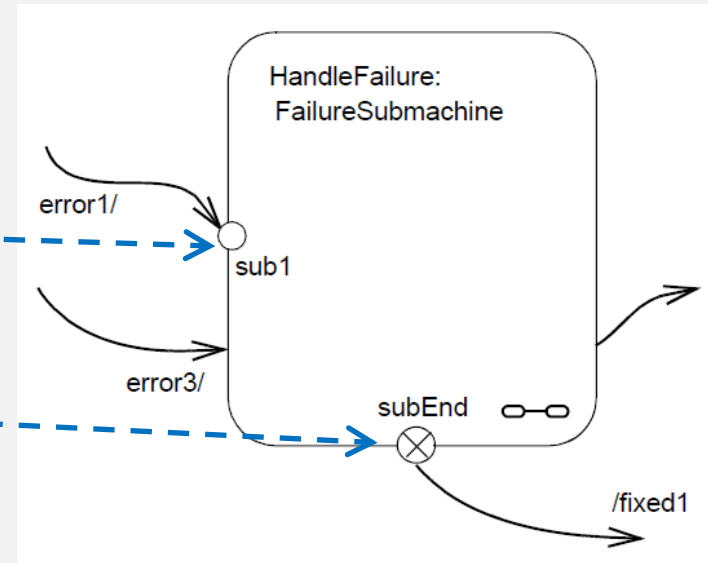 HandleFailure:
FailureSubmachine
error1/
sub1
error3/
subEnd
/fixed1